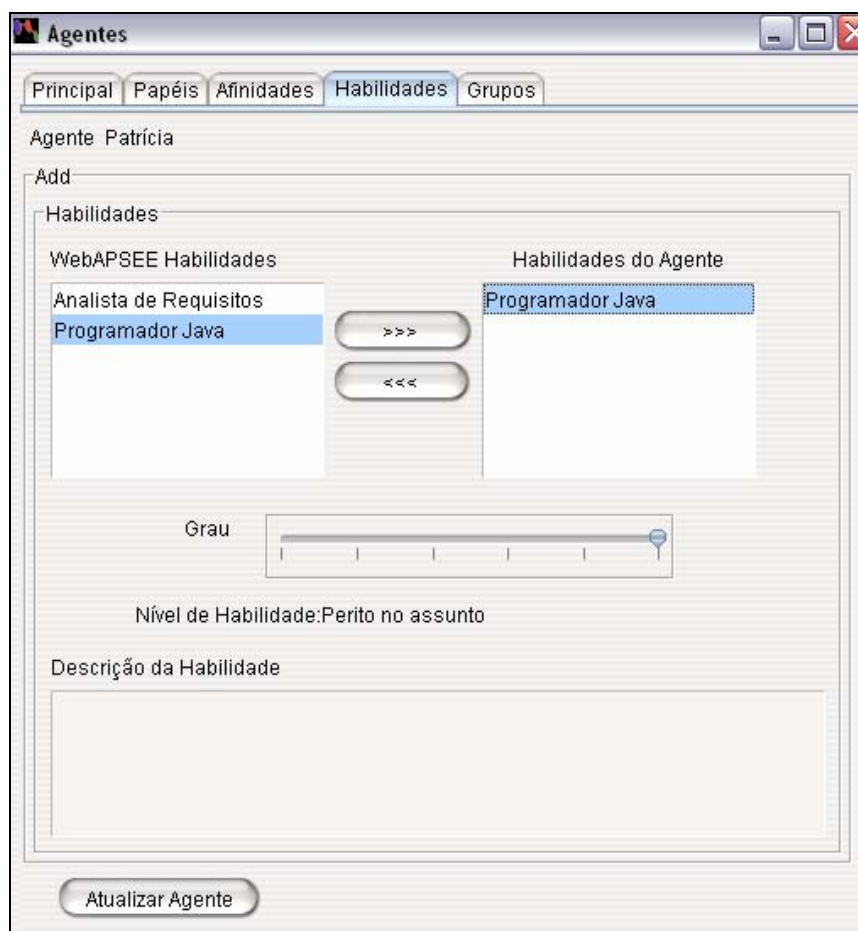 Agentes
Principal Papéis Afinidades Habilidades Grupos
Agente Patrícia
Add
Habilidades
WebAPSEE Habilidades Habilidades do Agente
Analista de Requisitos Programador Java
Programador Java >>>
<<<
Grau
Nível de Habilidade:Perito no assunto
Descrição da Habilidade
Atualizar Agente